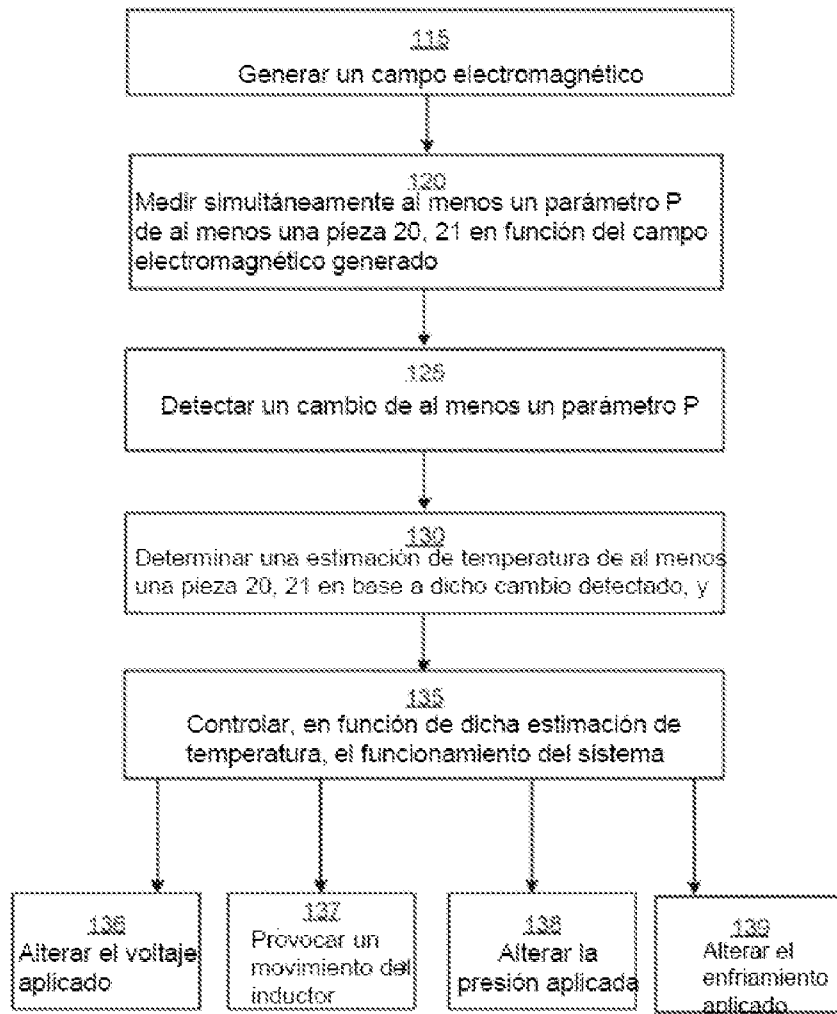 115
Generar un campo electromagnético
120
Medir simultáneamente al menos un parámetro P
de al menos una pieza 20, 21 en función del campo
electromagnético generado
125
Detectar un cambio de al menos un parámetro P
130
Determinar una estimación de temperatura de al menos
una pieza 20, 21 en base a dicho cambio detectado, y
135
Controlar, en función de dicha estimación de
temperatura, el funcionamiento del sistema
136
Alterar el voltaje
aplicado
137
Provocar un
movimiento del
inductor
138
Alterar la
presión aplicada
139
Alterar el
enfriamiento
aplicado